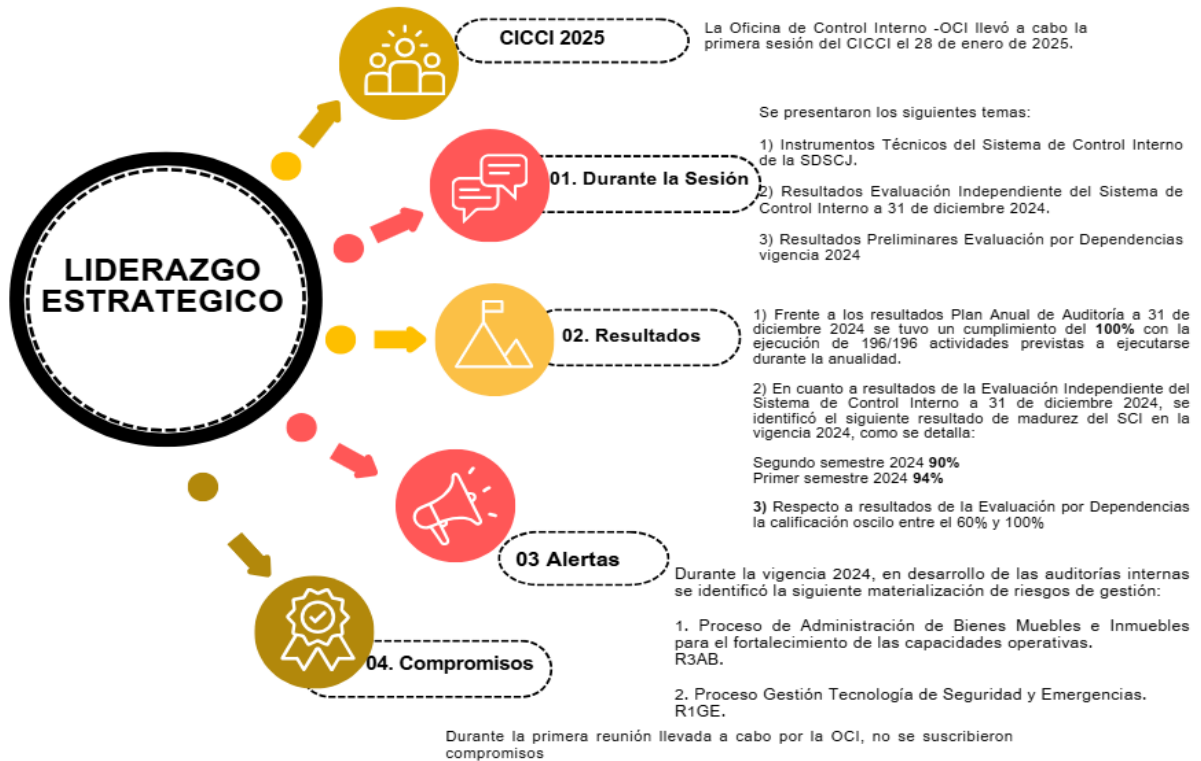 LIDERAZGO
ESTRATEGICO
CICCI 2025
La Oficina de Control Interno -OCI llevó a cabo la
primera sesión del CICCI el 28 de enero de 2025.
01. Durante la Sesión
Se presentaron los siguientes temas:
1) Instrumentos Técnicos del Sistema de Control Interno
de la SDSCJ.
2) Resultados Evaluación Independiente del Sistema de
Control Interno a 31 de diciembre 2024.
3) Resultados Preliminares Evaluación por Dependencias
vigencia 2024
02. Resultados
1) Frente a los resultados Plan Anual de Auditoría a 31 de
diciembre 2024 se tuvo un cumplimiento del 100% con la
ejecución de 196/196 actividades previstas a ejecutarse
durante la anualidad.
2) En cuanto a resultados de la Evaluación Independiente del
Sistema de Control Interno a 31 de diciembre 2024, se
identificó el siguiente resultado de madurez del SCI en la
vigencia 2024, como se detalla:
Segundo semestre 2024 90%
Primer semestre 2024 94%
3) Respecto a resultados de la Evaluación por Dependencias
la calificación oscilo entre el 60% y 100%
03 Alertas
Durante la vigencia 2024, en desarrollo de las auditorías internas
se identificó la siguiente materialización de riesgos de gestión:
1. Proceso de Administración de Bienes Muebles e Inmuebles
para el fortalecimiento de las capacidades operativas.
R3AB.
2. Proceso Gestión Tecnología de Seguridad y Emergencias.
R1GE.
04. Compromisos
Durante la primera reunión llevada a cabo por la OCI, no se suscribieron
compromisos